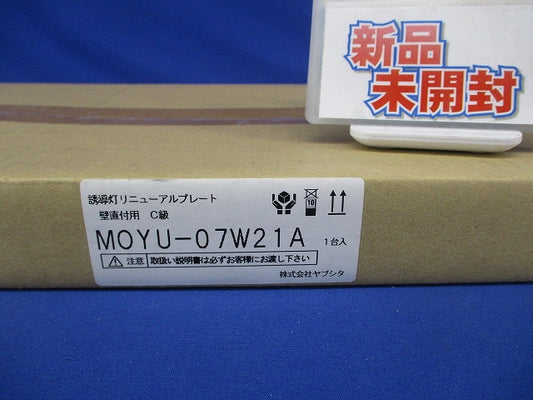 新品
未開封
誘導灯リニューアルプレート
壁直付用 C級
10
MOYU-07W21A
1台入
注意 取扱い説明書は必ずお客様にお渡し下さい
株式会社ヤブシタ